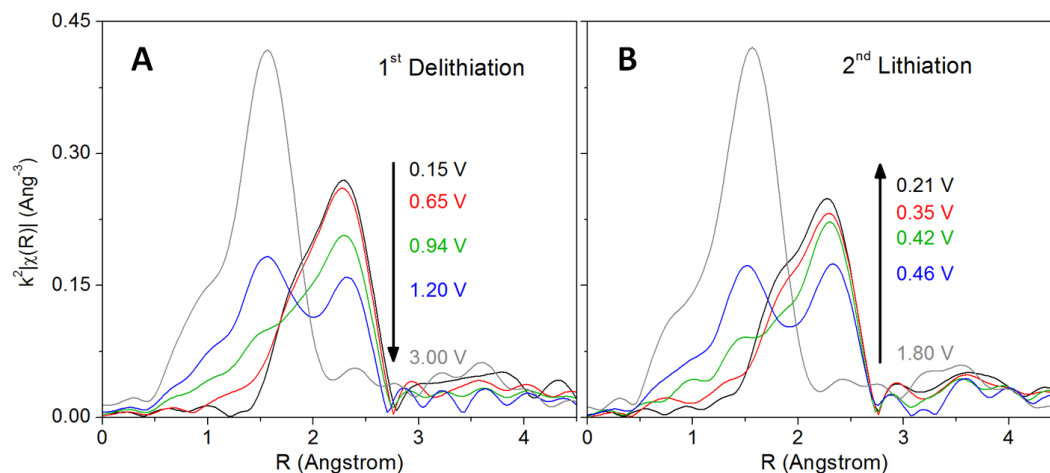 A
1st Delithiation
0.15 V
0.65 V
0.94 V
1.20 V
3.00 V
0.45
0.30
0.15
0.00
k2|χ(R)| (Ang-3)
0
1
2
3
4
R (Angstrom)
B
2nd Lithiation
0.21 V
0.35 V
0.42 V
0.46 V
1.80 V
0
1
2
3
4
R (Angstrom)